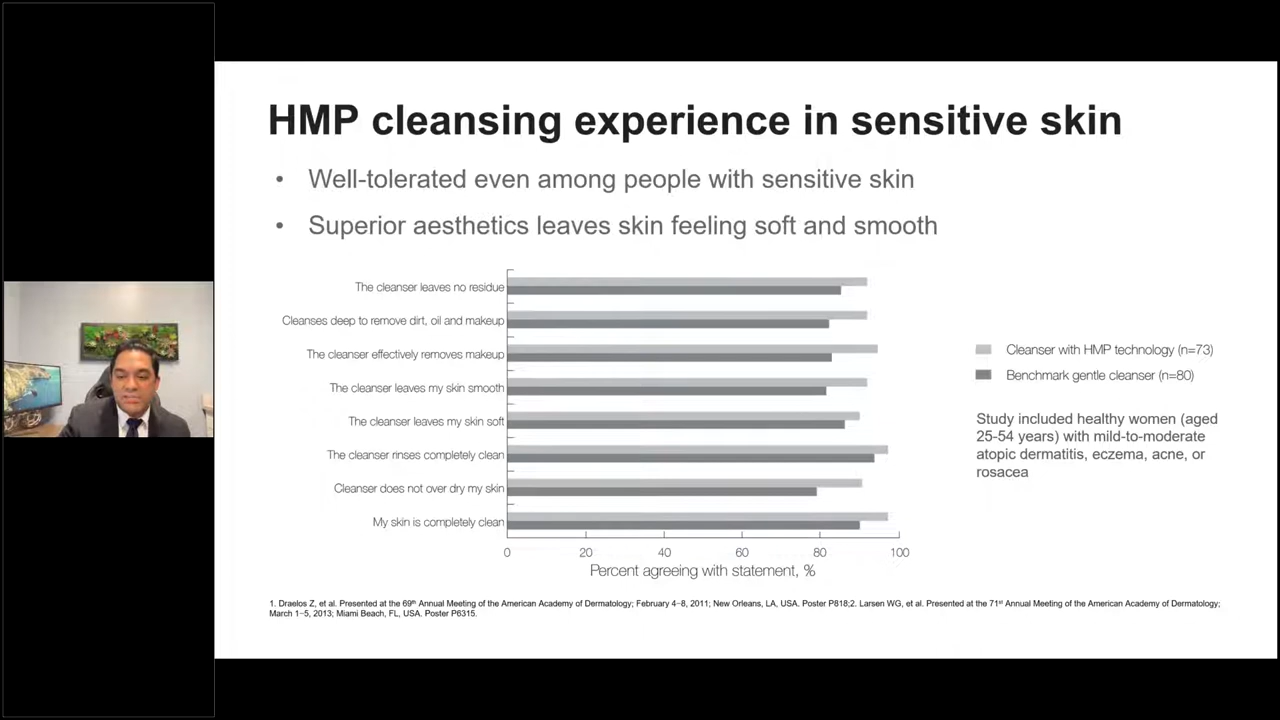 HMP cleansing experience in sensitive skin
• Well-tolerated even among people with sensitive skin
• Superior aesthetics leaves skin feeling soft and smooth
The cleanser leaves no residue
Cleanses deep to remove dirt, oil and makeup
The cleanser effectively removes makeup
The cleanser leaves my skin smooth
The cleanser leaves my skin soft
The cleanser rinses completely clean
Cleanser does not over dry my skin
My skin is completely clean
0 20 40 60 80 100
Percent agreeing with statement, %
Cleanser with HMP technology (n=73)
Benchmark gentle cleanser (n=80)
Study included healthy women (aged
25-54 years) with mild-to-moderate
atopic dermatitis, eczema, acne, or
rosacea
1. Draelos Z, et al. Presented at the 69th Annual Meeting of the American Academy of Dermatology; February 4–8, 2011; New Orleans, LA, USA. Poster P818;2. Larsen WG, et al. Presented at the 71st Annual Meeting of the American Academy of Dermatology;
March 1–5, 2013; Miami Beach, FL, USA. Poster P6315.